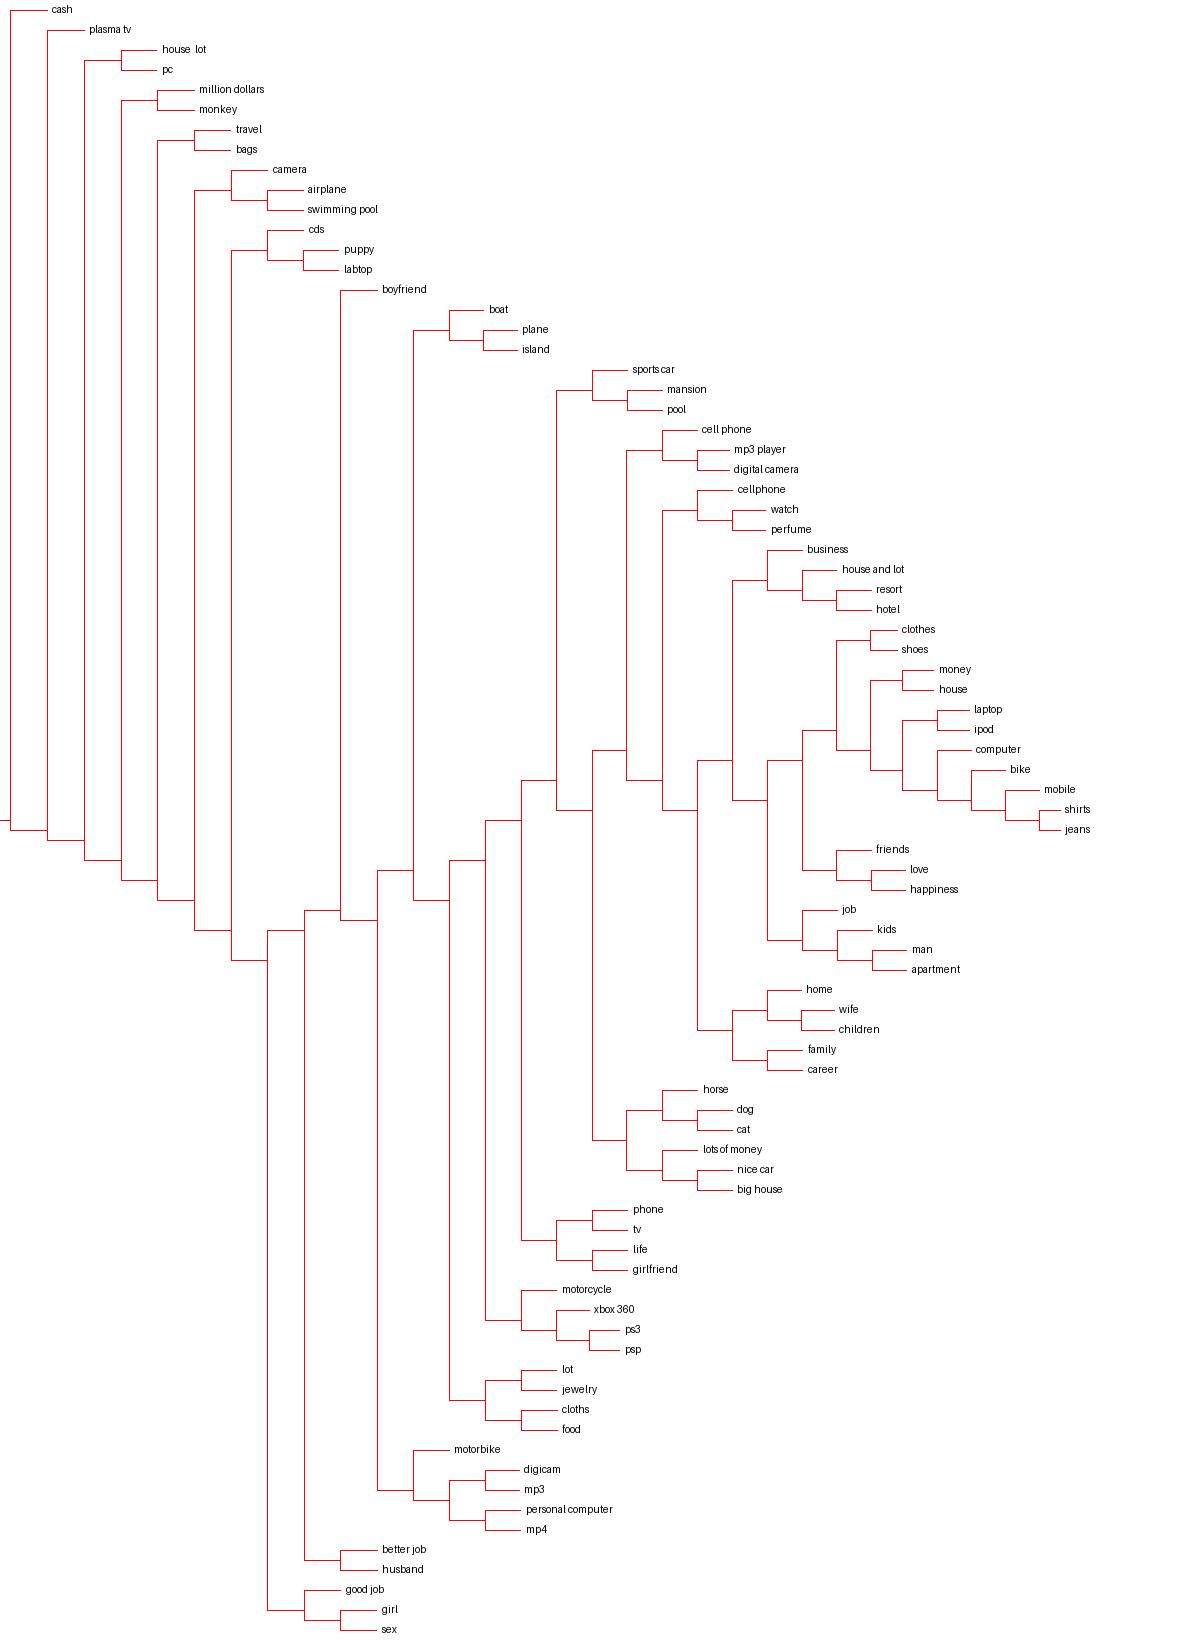 cash
plasma tv
house lot
pc
million dollars
monkey
travel
bags
camera
airplane
swimming pool
cds
puppy
labtop
boyfriend
boat
plane
island
sports car
mansion
pool
cell phone
mp3 player
digital camera
cellphone
watch
perfume
business
house and lot
resort
hotel
clothes
shoes
money
house
laptop
ipod
computer
bike
mobile
shirts
jeans
friends
love
happiness
job
kids
man
apartment
home
wife
children
family
career
horse
dog
cat
lots of money
nice car
big house
phone
tv
life
girlfriend
motorcycle
xbox 360
ps3
psp
lot
jewelry
cloths
food
motorbike
digicam
mp3
personal computer
mp4
better job
husband
good job
girl
sex